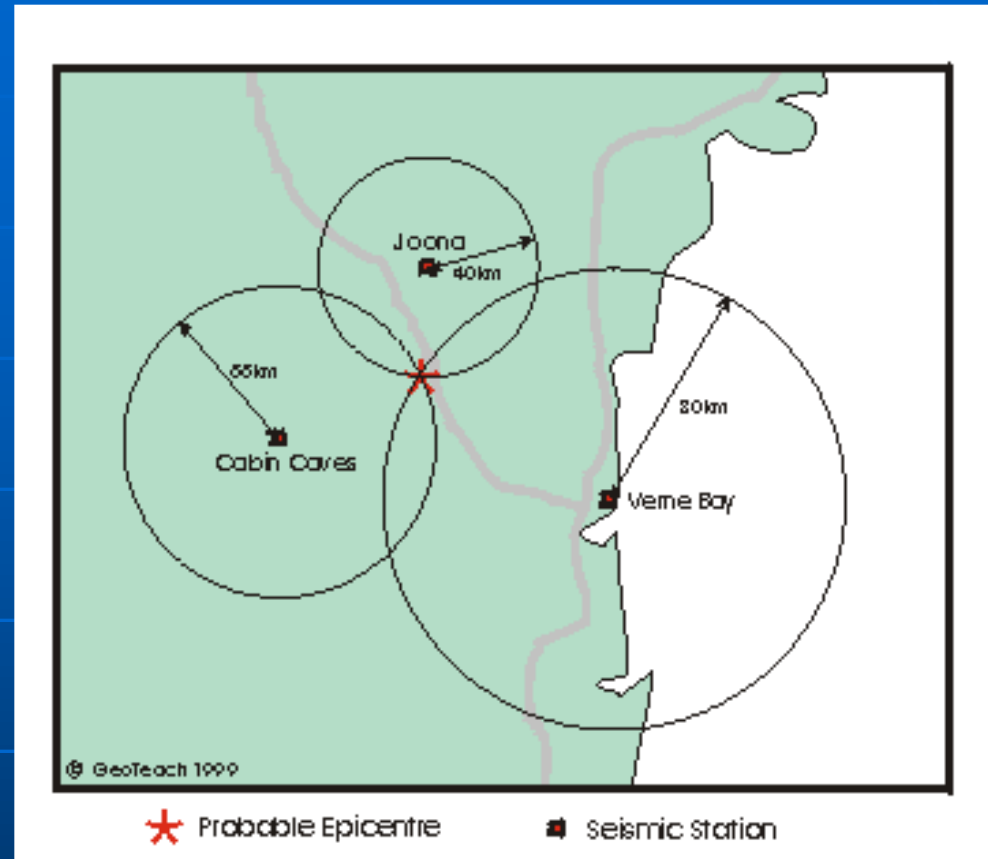 Joona
40km
55km
Cabin Caves
80km
Verne Bay
© GeoTeach 1999
Probable Epicentre
Seismic Station